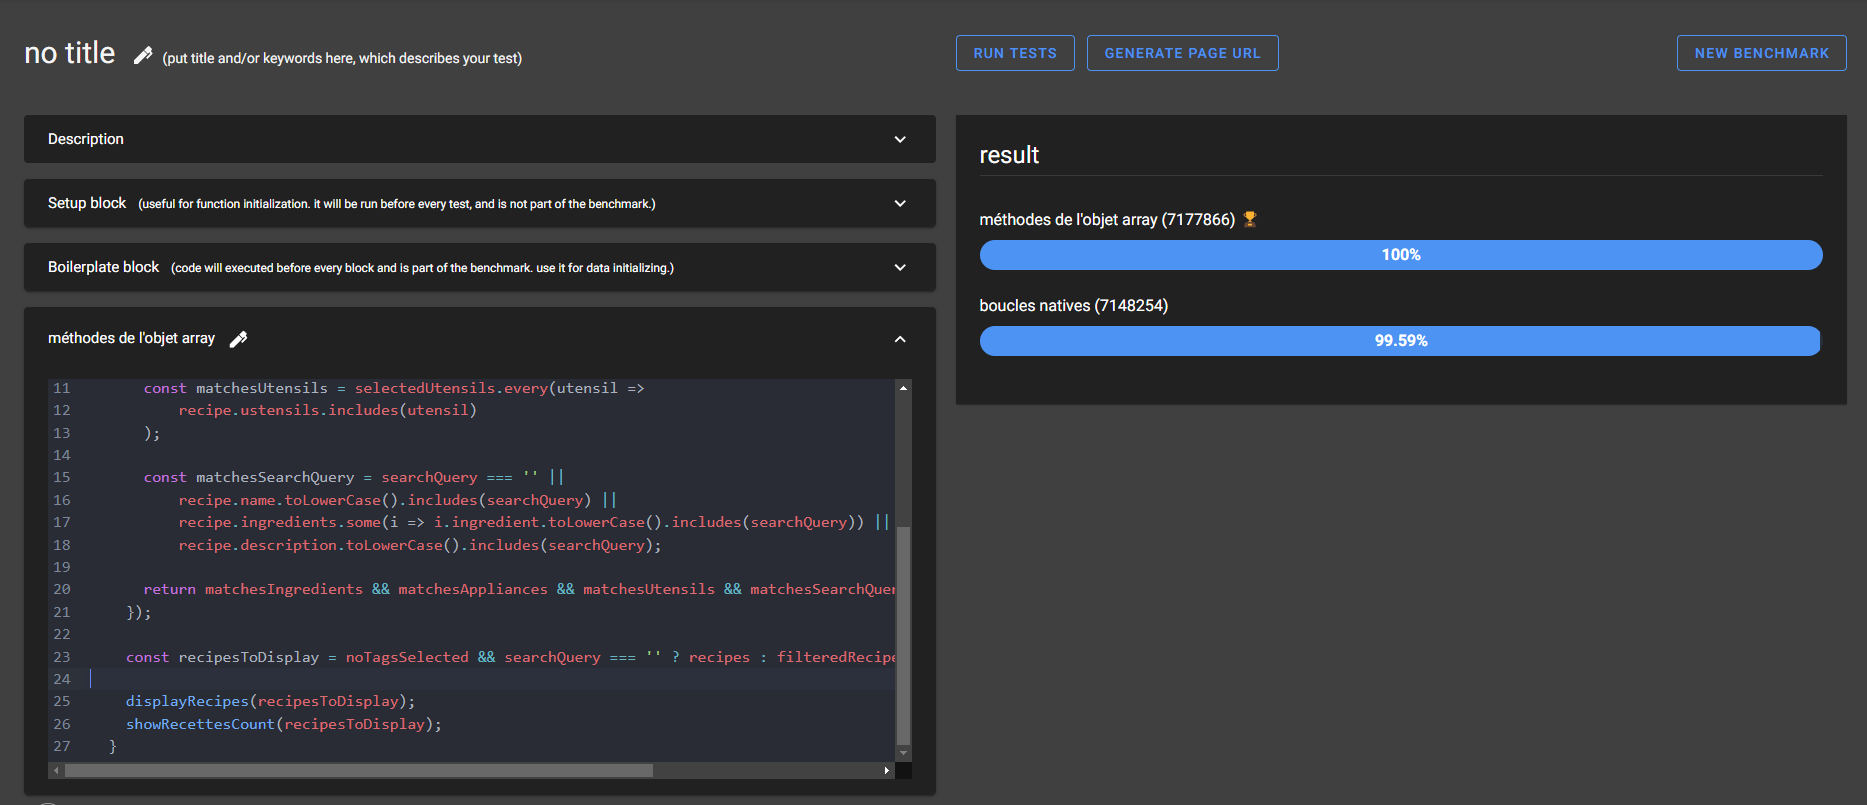 no title (put title and/or keywords here, which describes your test)
RUN TESTS
GENERATE PAGE URL
NEW BENCHMARK
Description
Setup block (useful for function initialization. it will be run before every test, and is not part of the benchmark.)
Boilerplate block (code will executed before every block and is part of the benchmark. use it for data initializing.)
méthodes de l'objet array
11 const matchesUtensils = selectedUtensils.every(utensil =>
12 recipe.ustensils.includes(utensil)
13 );
14
15 const matchesSearchQuery = searchQuery === '' ||
16 recipe.name.toLowerCase().includes(searchQuery) ||
17 recipe.ingredients.some(i => i.ingredient.toLowerCase().includes(searchQuery)) ||
18 recipe.description.toLowerCase().includes(searchQuery);
19
20 return matchesIngredients && matchesAppliances && matchesUtensils && matchesSearchQuer
21 });
22
23 const recipesToDisplay = noTagsSelected && searchQuery === '' ? recipes : filteredRecipe
24
25 displayRecipes(recipesToDisplay);
26 showRecettesCount(recipesToDisplay);
27 }
result
méthodes de l'objet array (7177866)
100%
boucles natives (7148254)
99.59%